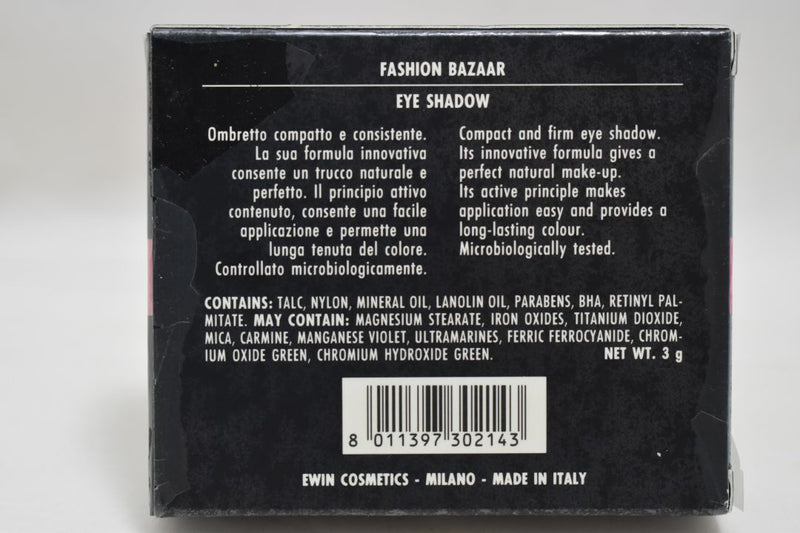 FASHION BAZAAR
EYE SHADOW
Ombretto compatto e consistente.
La sua formula innovativa
consente un trucco naturale e
perfetto. Il principio attivo
contenuto, consente una facile
applicazione e permette una
lunga tenuta del colore.
Controllato microbiologicamente.
Compact and firm eye shadow.
Its innovative formula gives a
perfect natural make-up.
Its active principle makes
application easy and provides a
long-lasting colour.
Microbiologically tested.
CONTAINS: TALC, NYLON, MINERAL OIL, LANOLIN OIL, PARABENS, BHA, RETINYL PAL-
MITATE. MAY CONTAIN: MAGNESIUM STEARATE, IRON OXIDES, TITANIUM DIOXIDE,
MICA, CARMINE, MANGANESE VIOLET, ULTRAMARINES, FERRIC FERROCYANIDE, CHROM-
IUM OXIDE GREEN, CHROMIUM HYDROXIDE GREEN. NET WT. 3 g
8 011397 302143
EWIN COSMETICS - MILANO - MADE IN ITALY